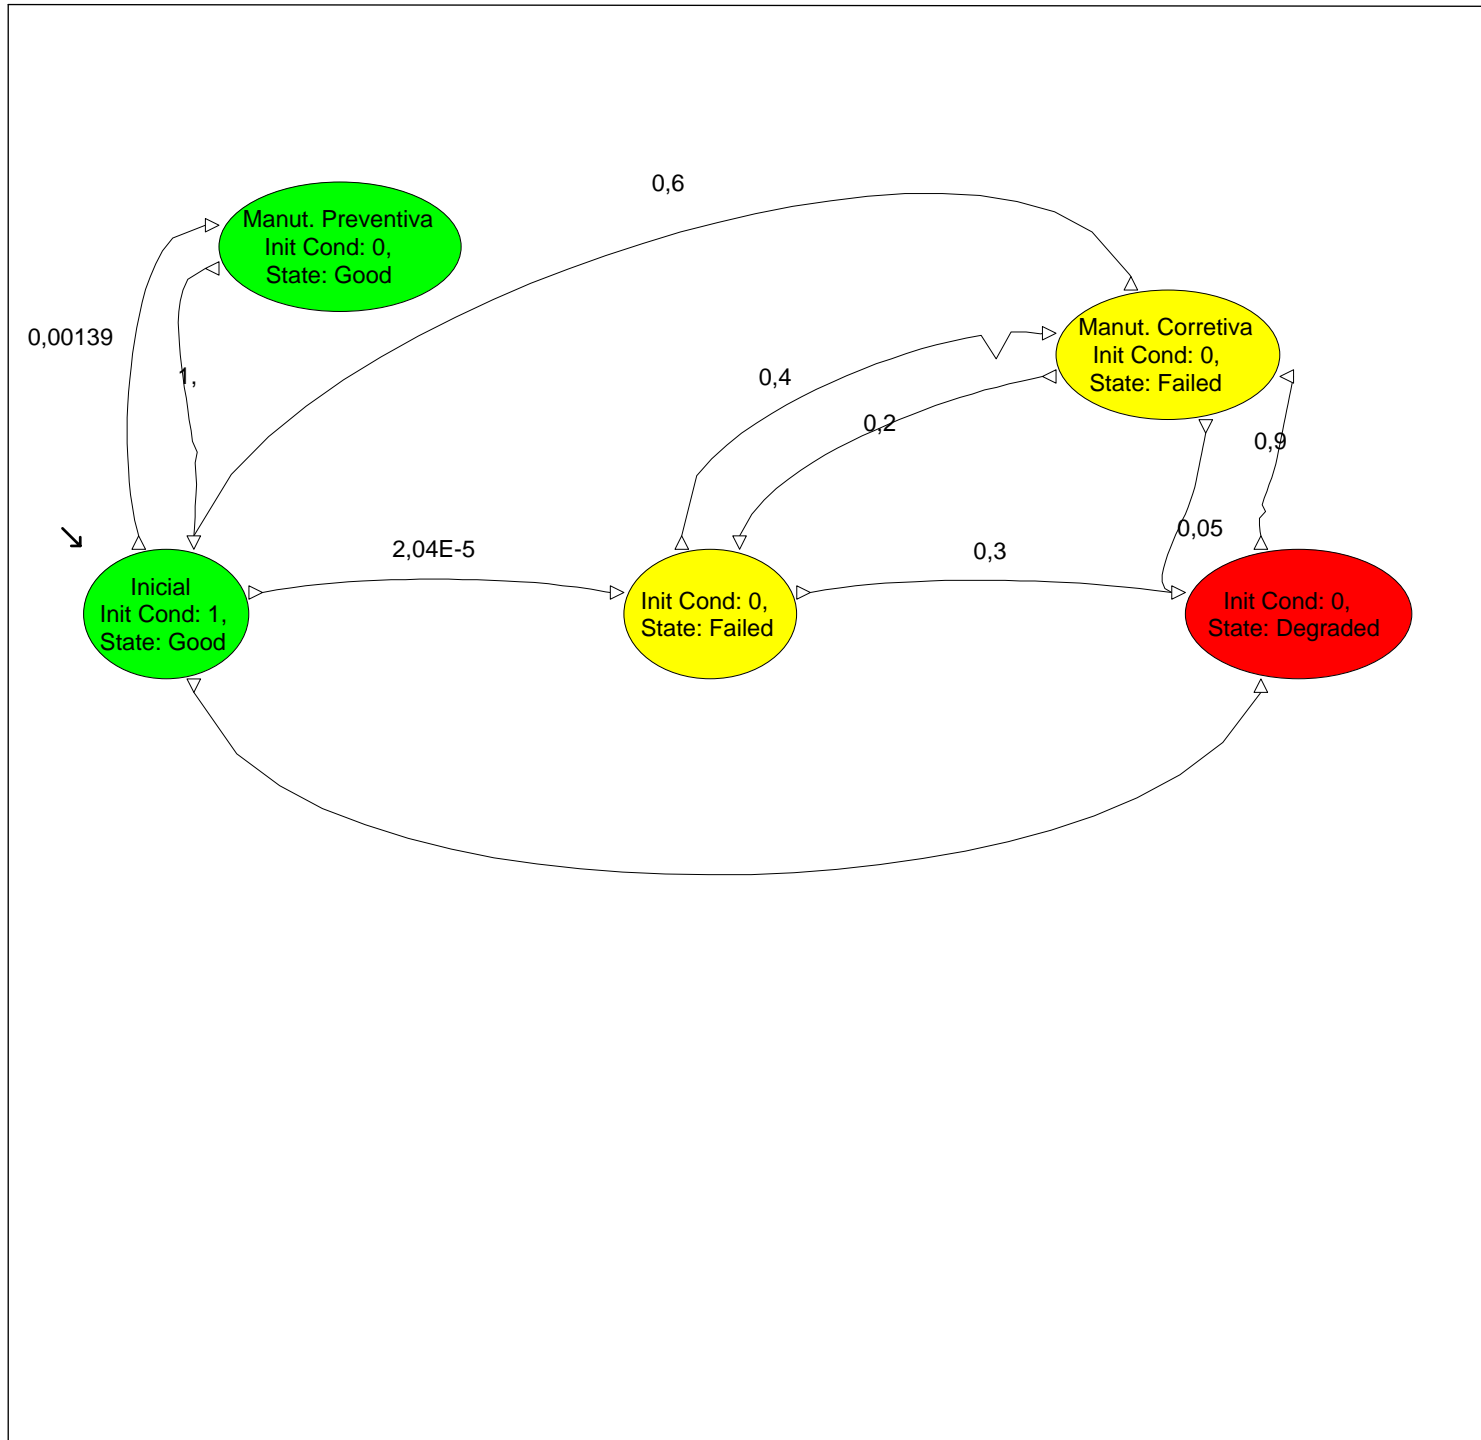 0,6
Manut. Preventiva
Init Cond: 0,
State: Good
0,00139
1,
Manut. Corretiva
Init Cond: 0,
State: Failed
0,4
0,2
0,9
0,05
2,04E-5
0,3
Inicial
Init Cond: 1,
State: Good
Init Cond: 0,
State: Failed
Init Cond: 0,
State: Degraded